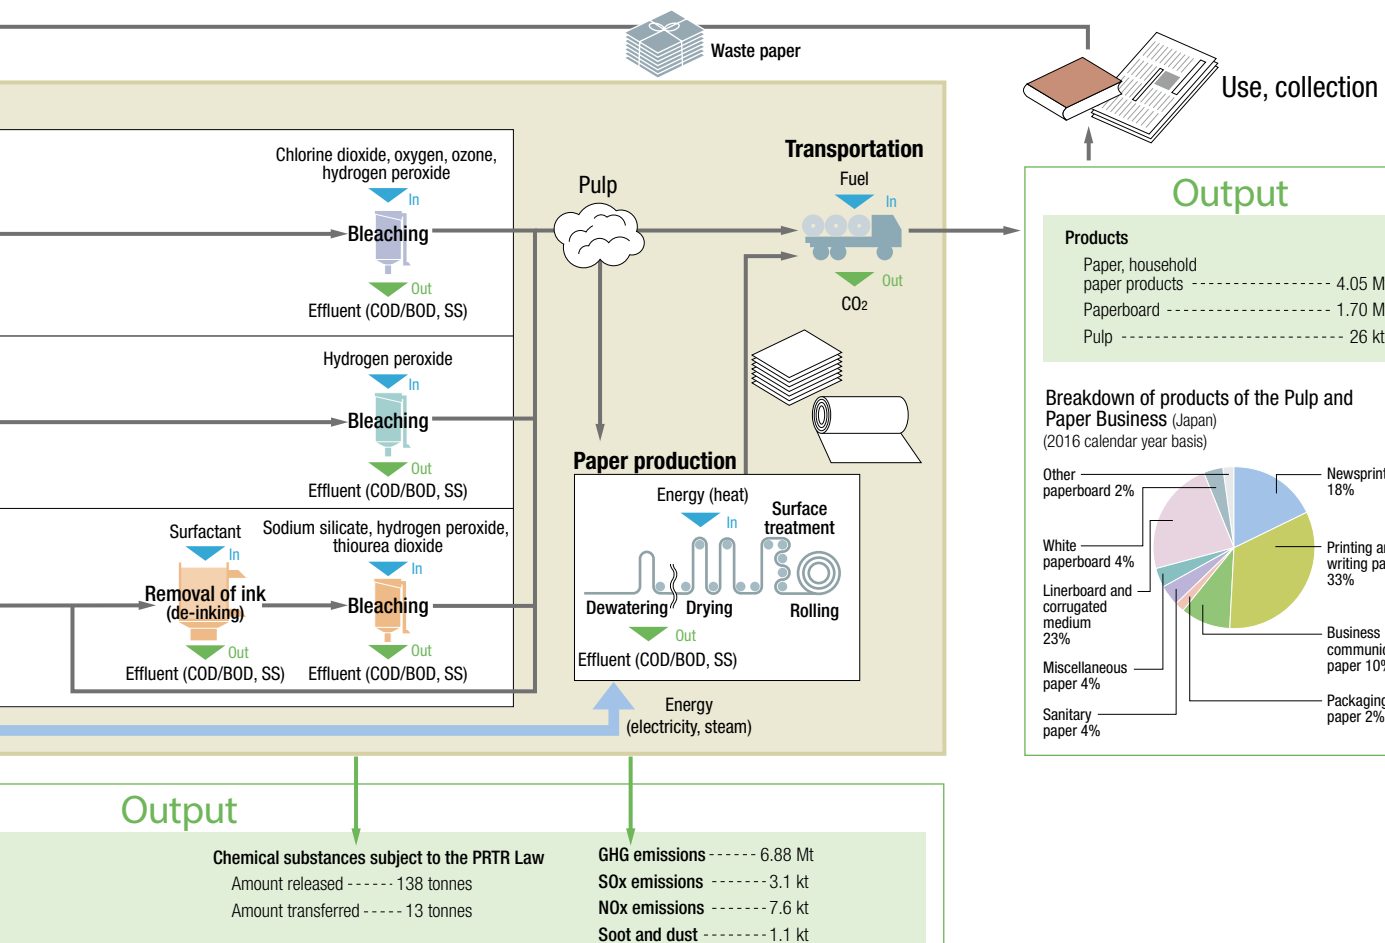 Waste paper
Use, collection
Chlorine dioxide, oxygen, ozone,
hydrogen peroxide
In
Bleaching
Out
Effluent (COD/BOD, SS)
Hydrogen peroxide
In
Bleaching
Out
Effluent (COD/BOD, SS)
Surfactant
In
Removal of ink
(de-inking)
Out
Effluent (COD/BOD, SS)
Sodium silicate, hydrogen peroxide,
thiourea dioxide
In
Bleaching
Out
Effluent (COD/BOD, SS)
Pulp
Transportation
Fuel
In
Out
CO2
Paper production
Energy (heat)
In
Surface
treatment
Dewatering
Drying
Rolling
Out
Effluent (COD/BOD, SS)
Energy
(electricity, steam)
Output
Products
Paper, household
paper products ---------------- 4.05 M
Paperboard ------------------- 1.70 M
Pulp ------------------------ 26 kt
Breakdown of products of the Pulp and
Paper Business (Japan)
(2016 calendar year basis)
Other
paperboard 2%
White
paperboard 4%
Linerboard and
corrugated
medium
23%
Miscellaneous
paper 4%
Sanitary
paper 4%
Newsprint
18%
Printing a
writing pa
33%
Business
communic
paper 10%
Packaging
paper 2%
Output
Chemical substances subject to the PRTR Law
Amount released ------ 138 tonnes
Amount transferred ----- 13 tonnes
GHG emissions ------ 6.88 Mt
SOx emissions ------- 3.1 kt
NOx emissions ------- 7.6 kt
Soot and dust -------- 1.1 kt